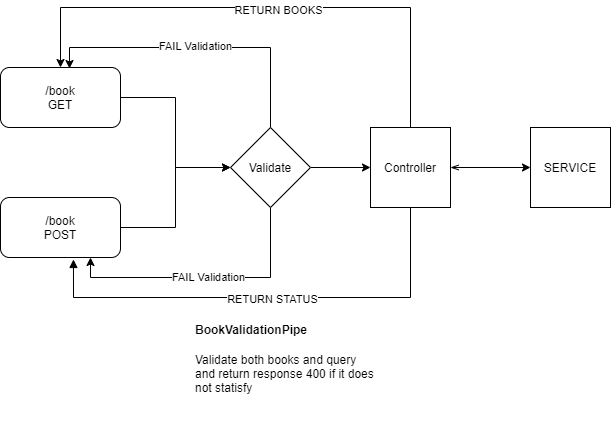 RETURN BOOKS
FAIL Validation
/book
GET
Validate
Controller
SERVICE
/book
POST
FAIL Validation
RETURN STATUS
BookValidationPipe
Validate both books and query
and return response 400 if it does
not statisfy